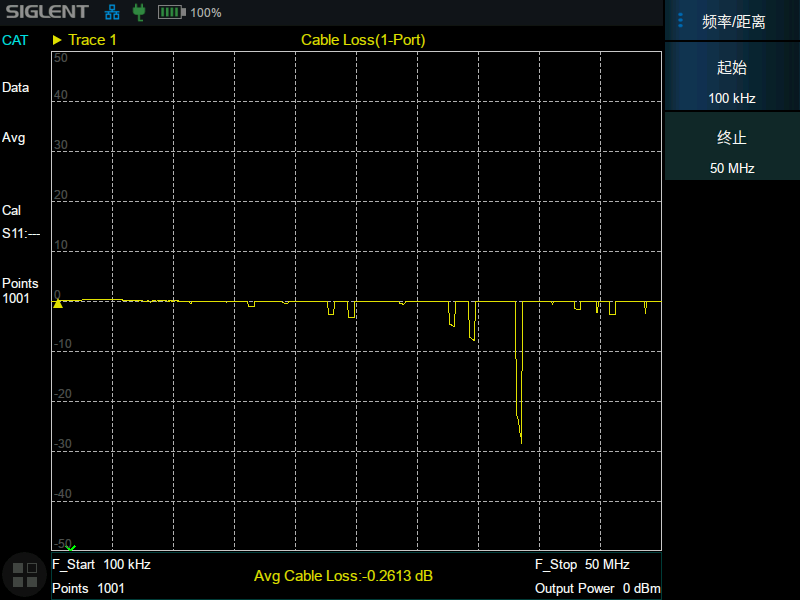 SIGLENT 100% 频率/距离
CAT Trace 1 Cable Loss(1-Port)
50
起始
Data
40
100 kHz
Avg
30
终止
50 MHz
20
Cal
S11:---
10
Points
0
1001
-10
-20
-30
-40
-50
F_Start 100 kHz F_Stop 50 MHz
Avg Cable Loss:-0.2613 dB
Points 1001 Output Power 0 dBm